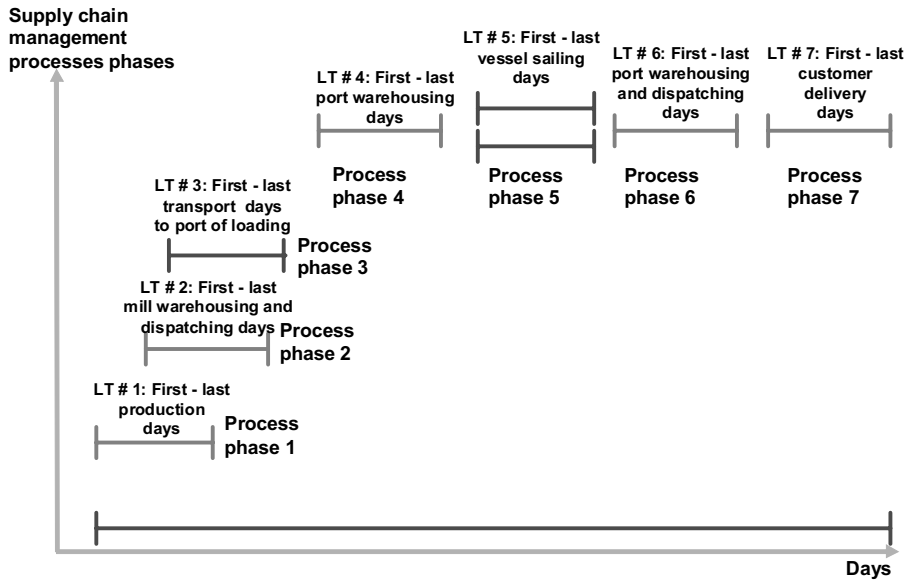 Supply chain
management
processes phases
LT # 5: First - last
vessel sailing
days
LT # 6: First - last
port warehousing
and dispatching
days
LT # 7: First - last
customer
delivery
days
LT # 4: First - last
port warehousing
days
Process
phase 4
Process
phase 5
Process
phase 6
Process
phase 7
LT # 3: First - last
transport days
to port of loading
Process
phase 3
LT # 2: First - last
mill warehousing and
dispatching days
Process
phase 2
LT # 1: First - last
production
days
Process
phase 1
Days